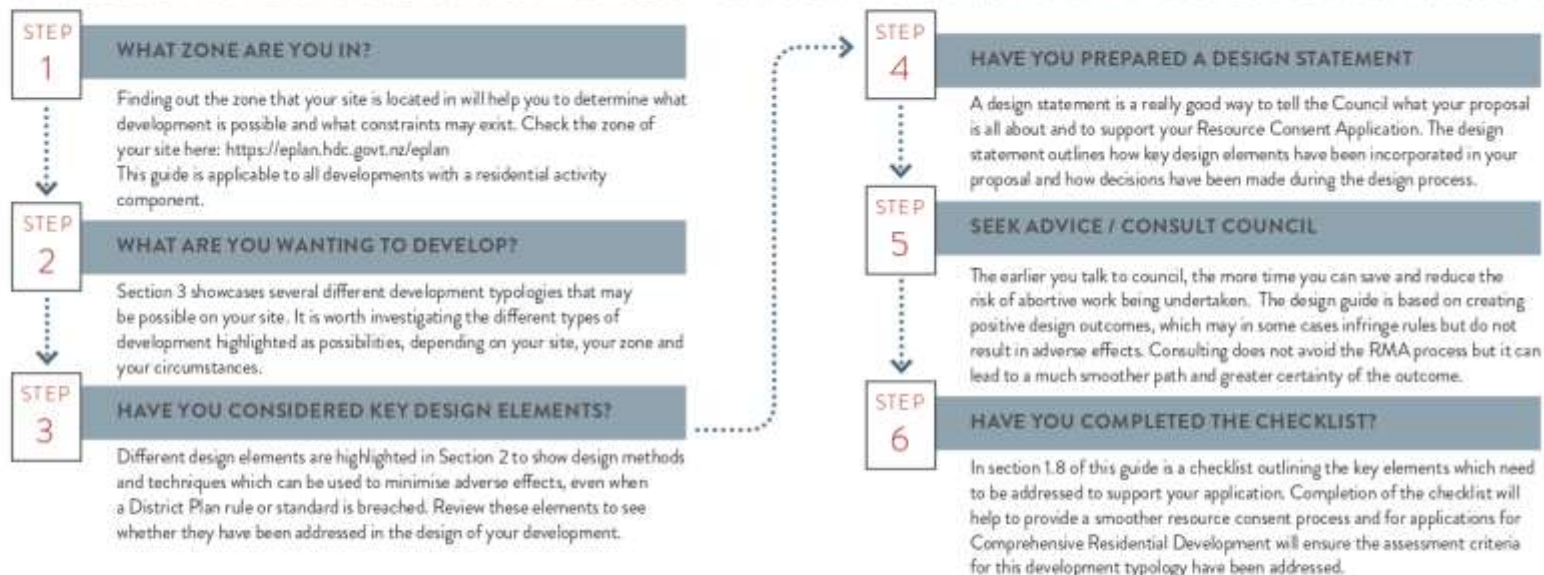 STEP
1
WHAT ZONE ARE YOU IN?
Finding out the zone that your site is located in will help you to determine what
development is possible and what constraints may exist. Check the zone of
your site here: https://eplan.hdc.govt.nz/eplan
This guide is applicable to all developments with a residential activity
component.
STEP
2
WHAT ARE YOU WANTING TO DEVELOP?
Section 3 showcases several different development typologies that may
be possible on your site. It is worth investigating the different types of
development highlighted as possibilities, depending on your site, your zone and
your circumstances.
STEP
3
HAVE YOU CONSIDERED KEY DESIGN ELEMENTS?
Different design elements are highlighted in Section 2 to show design methods
and techniques which can be used to minimise adverse effects, even when
a District Plan rule or standard is breached. Review these elements to see
whether they have been addressed in the design of your development.
STEP
4
HAVE YOU PREPARED A DESIGN STATEMENT
A design statement is a really good way to tell the Council what your proposal
is all about and to support your Resource Consent Application. The design
statement outlines how key design elements have been incorporated in your
proposal and how decisions have been made during the design process.
STEP
5
SEEK ADVICE / CONSULT COUNCIL
The earlier you talk to council, the more time you can save and reduce the
risk of abortive work being undertaken. The design guide is based on creating
positive design outcomes, which may in some cases infringe rules but do not
result in adverse effects. Consulting does not avoid the RMA process but it can
lead to a much smoother path and greater certainty of the outcome.
STEP
6
HAVE YOU COMPLETED THE CHECKLIST?
In section 1.8 of this guide is a checklist outlining the key elements which need
to be addressed to support your application. Completion of the checklist will
help to provide a smoother resource consent process and for applications for
Comprehensive Residential Development will ensure the assessment criteria
for this development typology have been addressed.